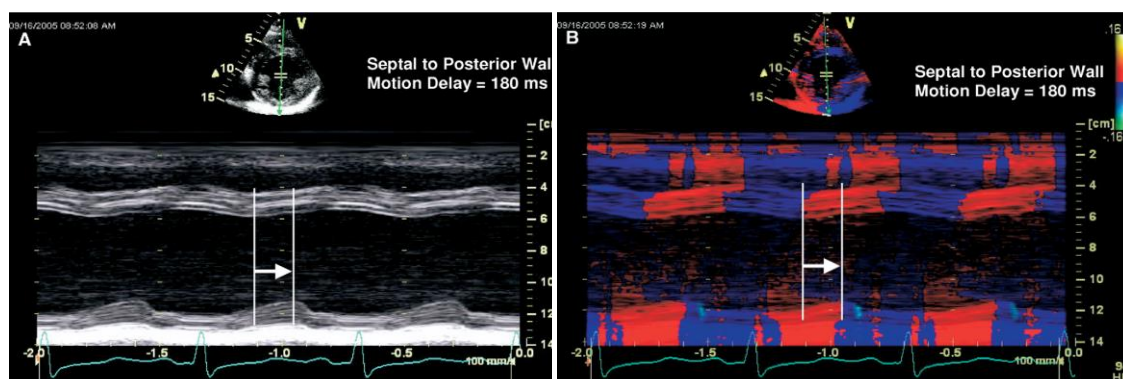 09/16/2005 08:52:08 AM
A
V
5
10
15
Septal to Posterior Wal
Motion Delay = 180 ms
[cm]
2
4
6
8
10
12
14
-2.0
-1.5
-1.0
-0.5
100 mm/s
0.0
09/16/2005 08:52:19 AM
B
V
5
10
15
Septal to Posterior Wall
Motion Delay = 180 ms
.16
.16
[cm]
2
4
6
8
10
12
14
-2.0
-1.5
-1.0
-0.5
100 mm/s
0.0